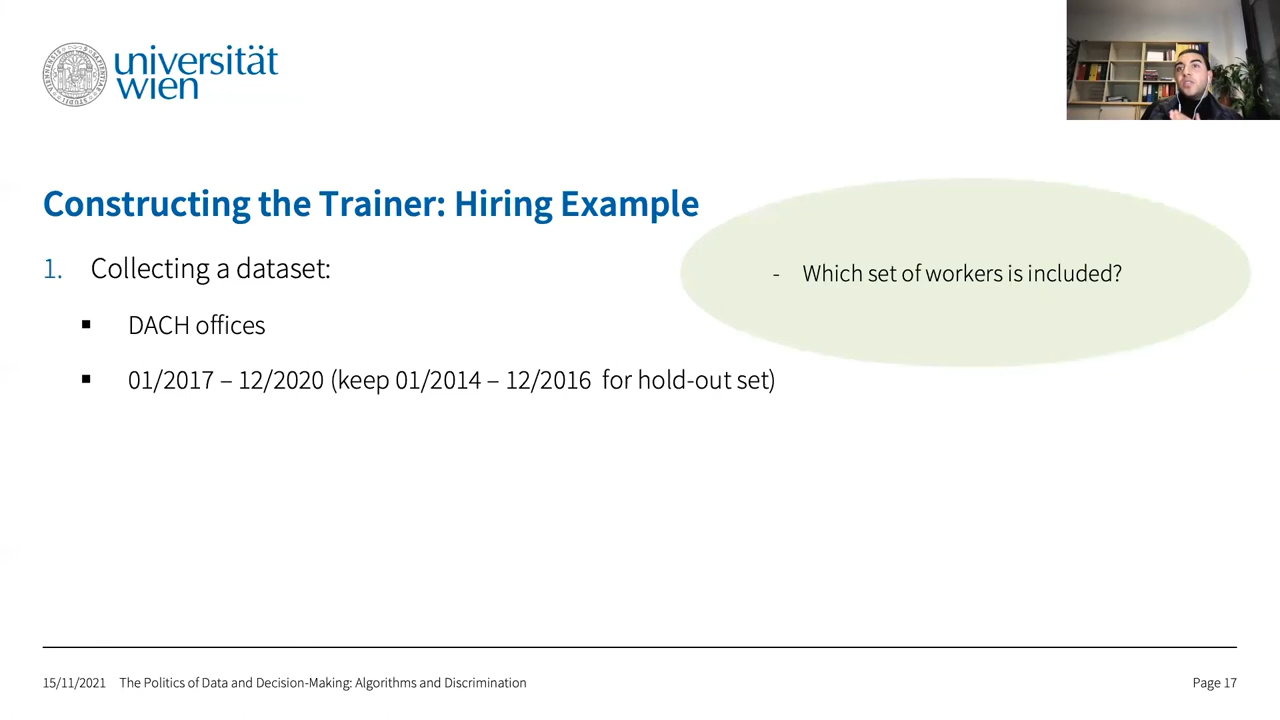 universität
wien
Constructing the Trainer: Hiring Example
1. Collecting a dataset:
- Which set of workers is included?
▪ DACH offices
▪ 01/2017 – 12/2020 (keep 01/2014 – 12/2016 for hold-out set)
15/11/2021 The Politics of Data and Decision-Making: Algorithms and Discrimination
Page 17